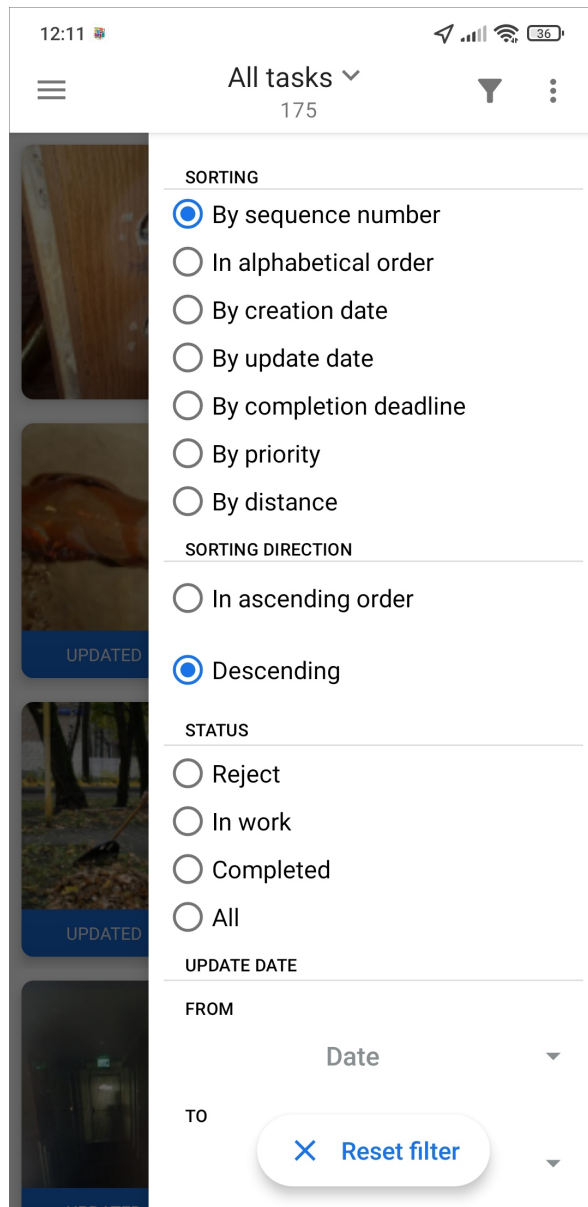 12:11
36
All tasks
175
SORTING
By sequence number
In alphabetical order
By creation date
By update date
By completion deadline
By priority
By distance
SORTING DIRECTION
In ascending order
Descending
UPDATED
STATUS
Reject
In work
Completed
All
UPDATED
UPDATE DATE
FROM
Date
TO
Reset filter
UPDATED